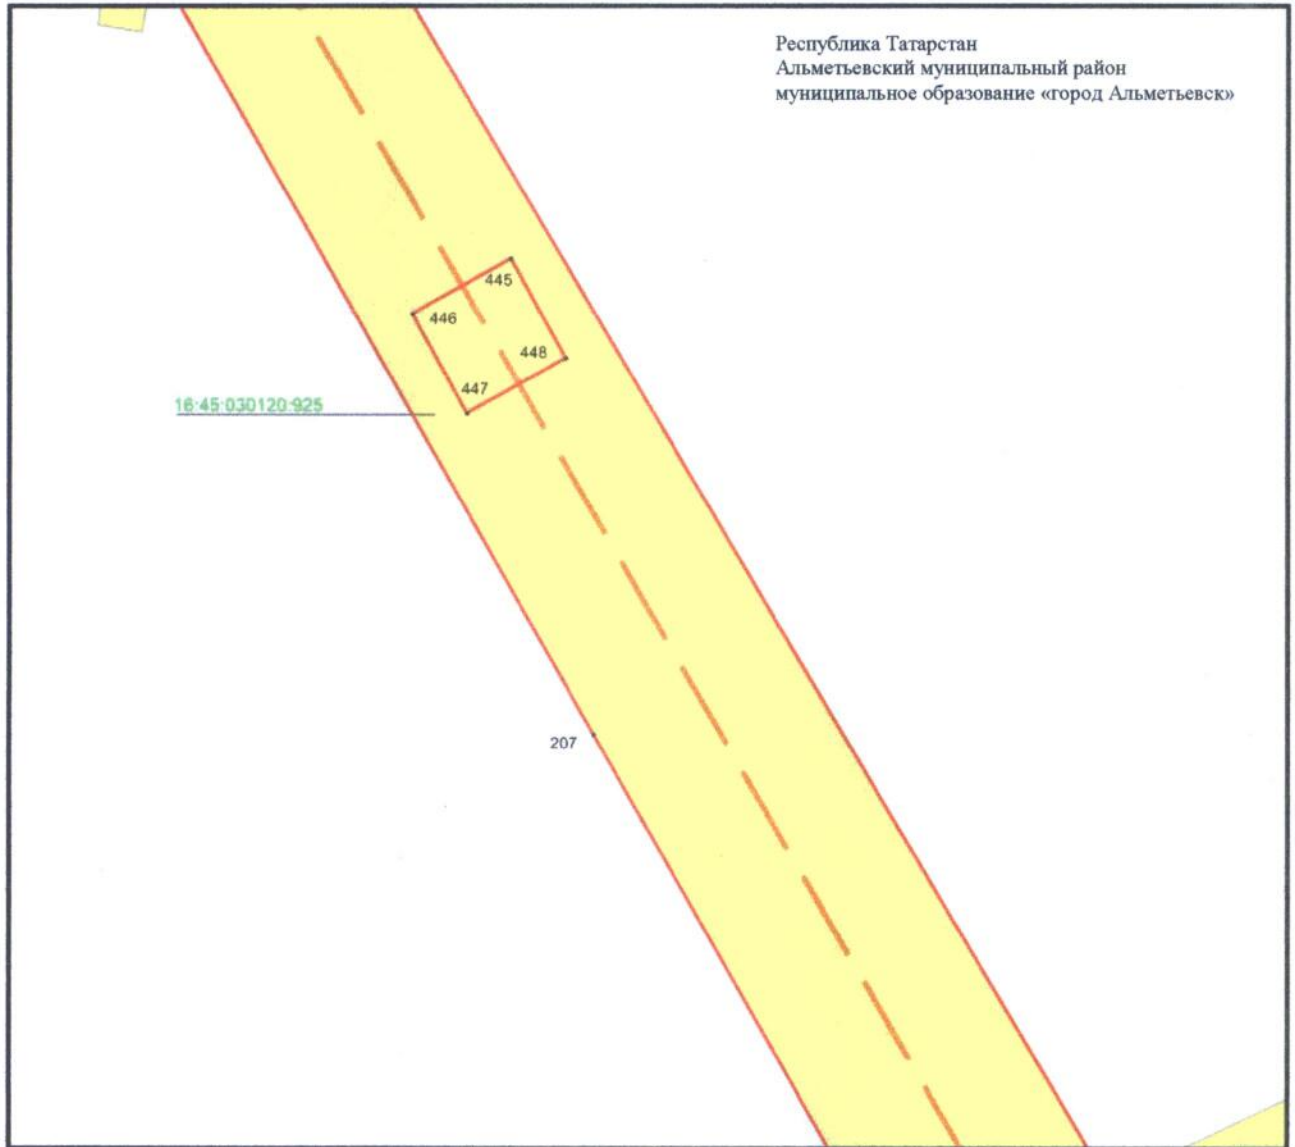 Республика Татарстан
Альметьевский муниципальный район
муниципальное образование «город Альметьевск»
445
446
448
447
16:45:030120:925
207